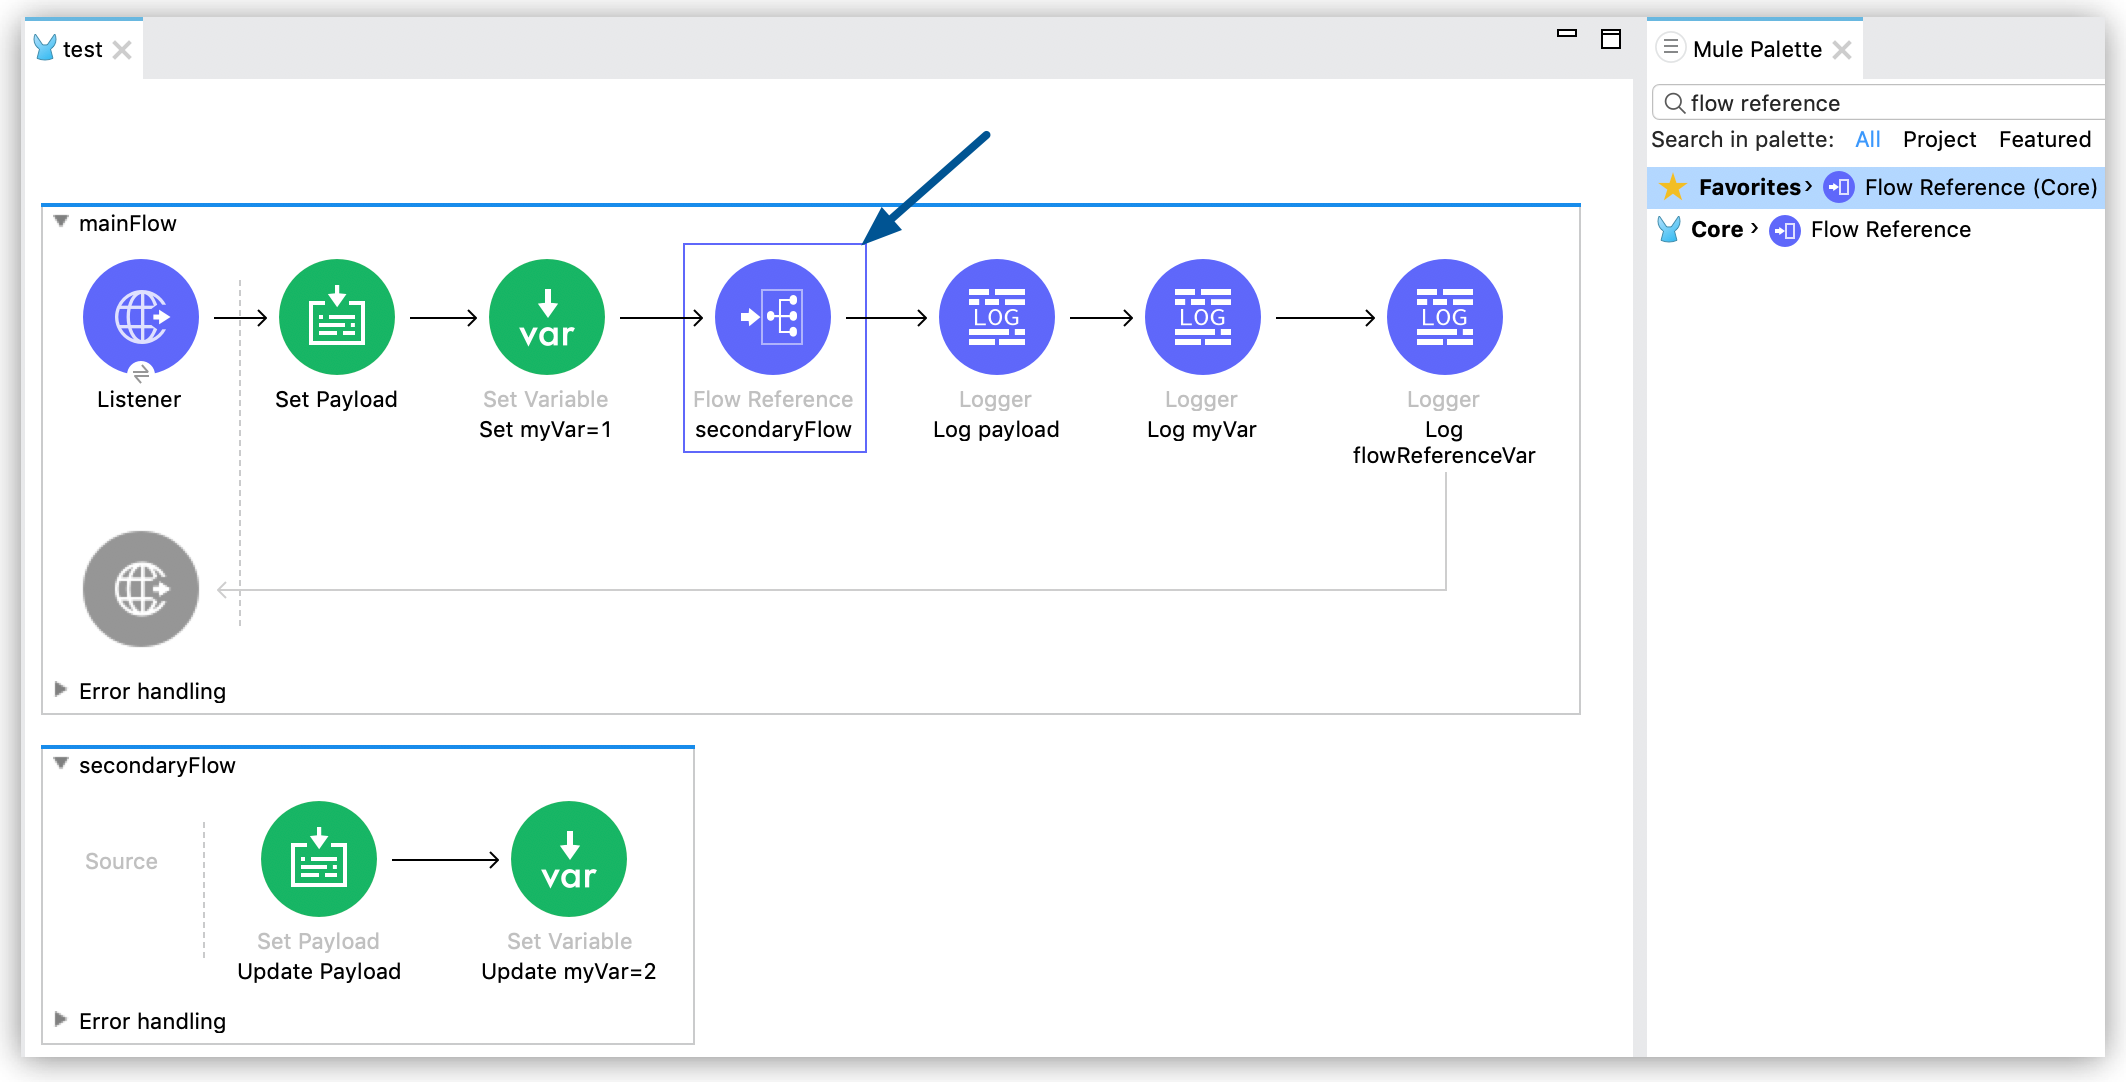 test
Mule Palette
flow reference
Search in palette: All Project Featured
Favorites › Flow Reference (Core)
Core › Flow Reference
mainFlow
Listener
Set Payload
var
Set Variable
Set myVar=1
Flow Reference
secondaryFlow
LOG
Logger
Log payload
LOG
Logger
Log myVar
LOG
Logger
Log
flowReferenceVar
Error handling
secondaryFlow
Source
Set Payload
Update Payload
var
Set Variable
Update myVar=2
Error handling